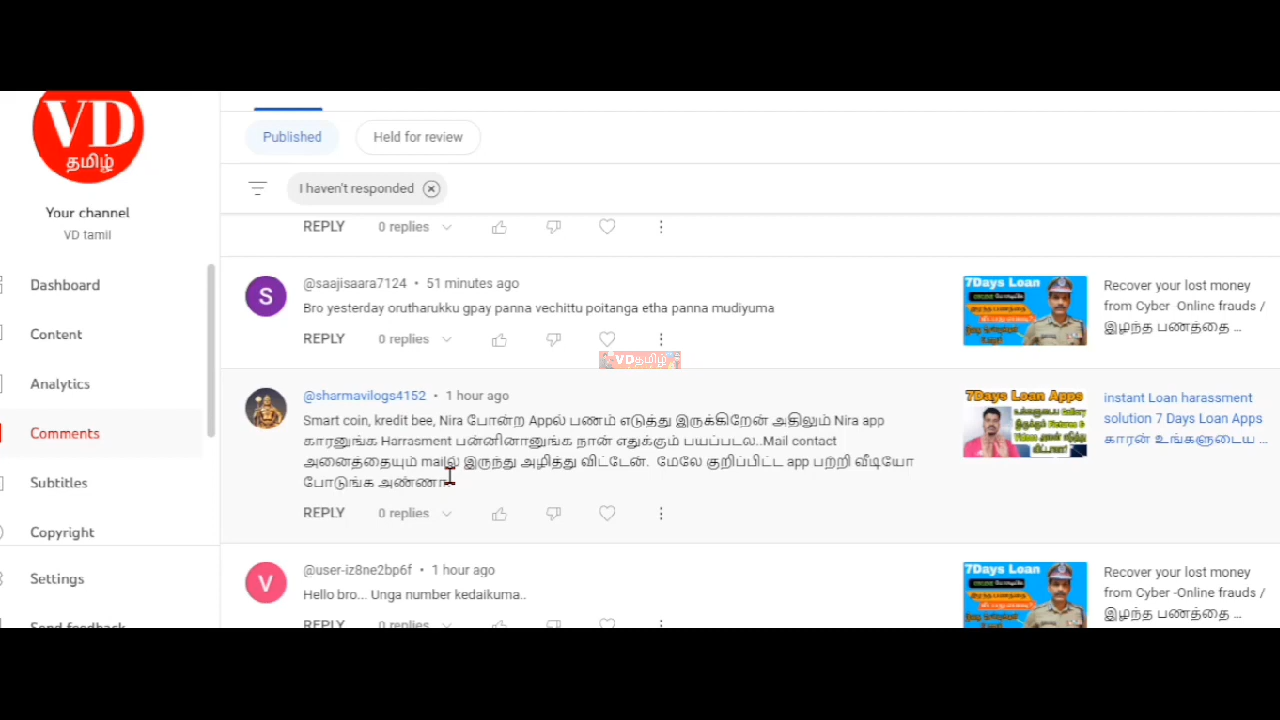 VD
தமிழ்
Your channel
VD tamil
Dashboard
Content
Analytics
Comments
Subtitles
Copyright
Settings
Send feedback
Published
Held for review
I haven't responded
REPLY 0 replies
@saajisaara7124 • 51 minutes ago
Bro yesterday orutharukku gpay panna vechittu poitanga etha panna mudiyuma
REPLY 0 replies
7Days Loan
Recover your lost money
from Cyber -Online frauds /
இழந்த பணத்தை ...
VDதமிழ்
@sharmavilogs4152 • 1 hour ago
Smart coin, kredit bee, Nira போன்ற Appல் பணம் எடுத்து இருக்கிறேன் அதிலும் Nira app
காரனுங்க Harrasment பன்னினானுங்க நான் எதுக்கும் பயப்படல..Mail contact
அனைத்தையும் mailல் இருந்து அழித்து விட்டேன். மேலே குறிப்பிட்ட app பற்றி வீடியோ
போடுங்க அண்ணா
REPLY 0 replies
7Days Loan Apps
instant Loan harassment
solution 7 Days Loan Apps
காரன் உங்களுடைய ...
@user-iz8ne2bp6f • 1 hour ago
Hello bro... Unga number kedaikuma..
REPLY 0 replies
7Days Loan
Recover your lost money
from Cyber -Online frauds /
இழந்த பணத்தை ...